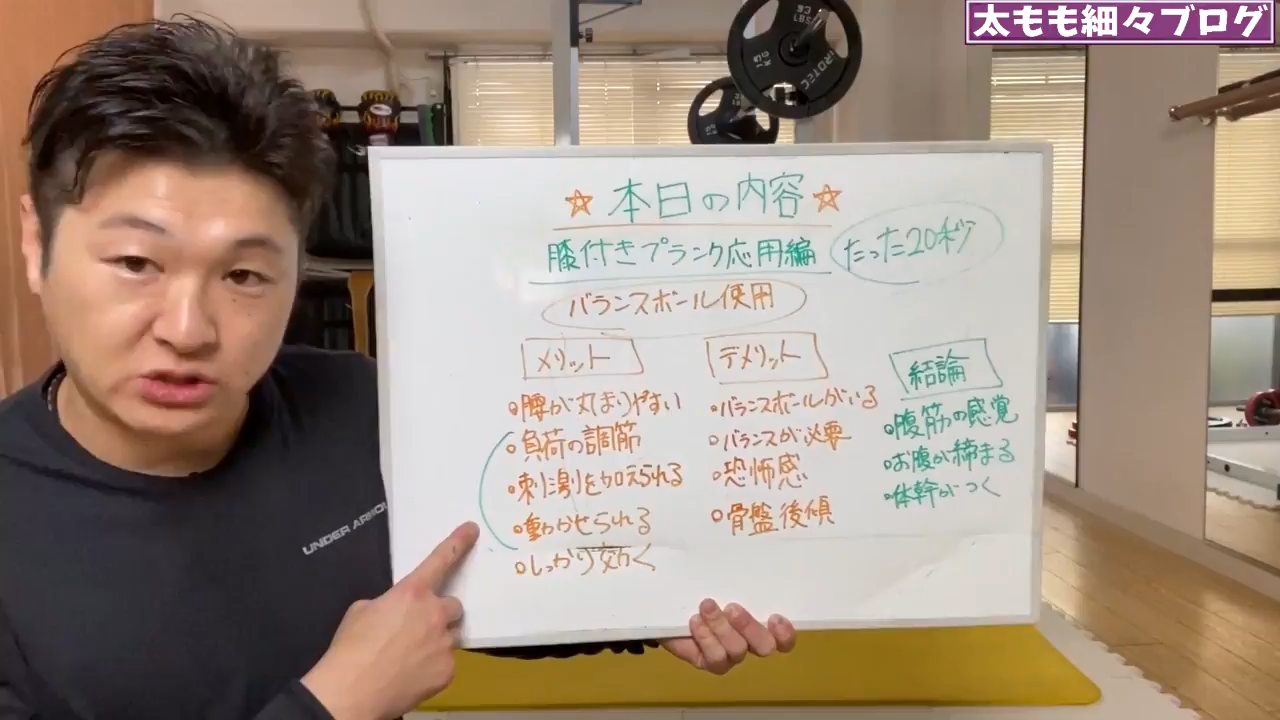 太もも細々ブログ
☆本日の内容☆
膝付きプランク応用編
たった20秒
バランスボール使用
メリット
デメリット
結論
・腰が丸(まり)やすい
・負荷の調節
・刺激を加えられる
・動かせられる
・しっかり効く
・バランスボールがいる
・バランスが必要
・恐怖感
・骨盤後傾
・腹筋の感覚
・お腹が締まる
・体幹がつく
UNDER ARMOU
IROTEC